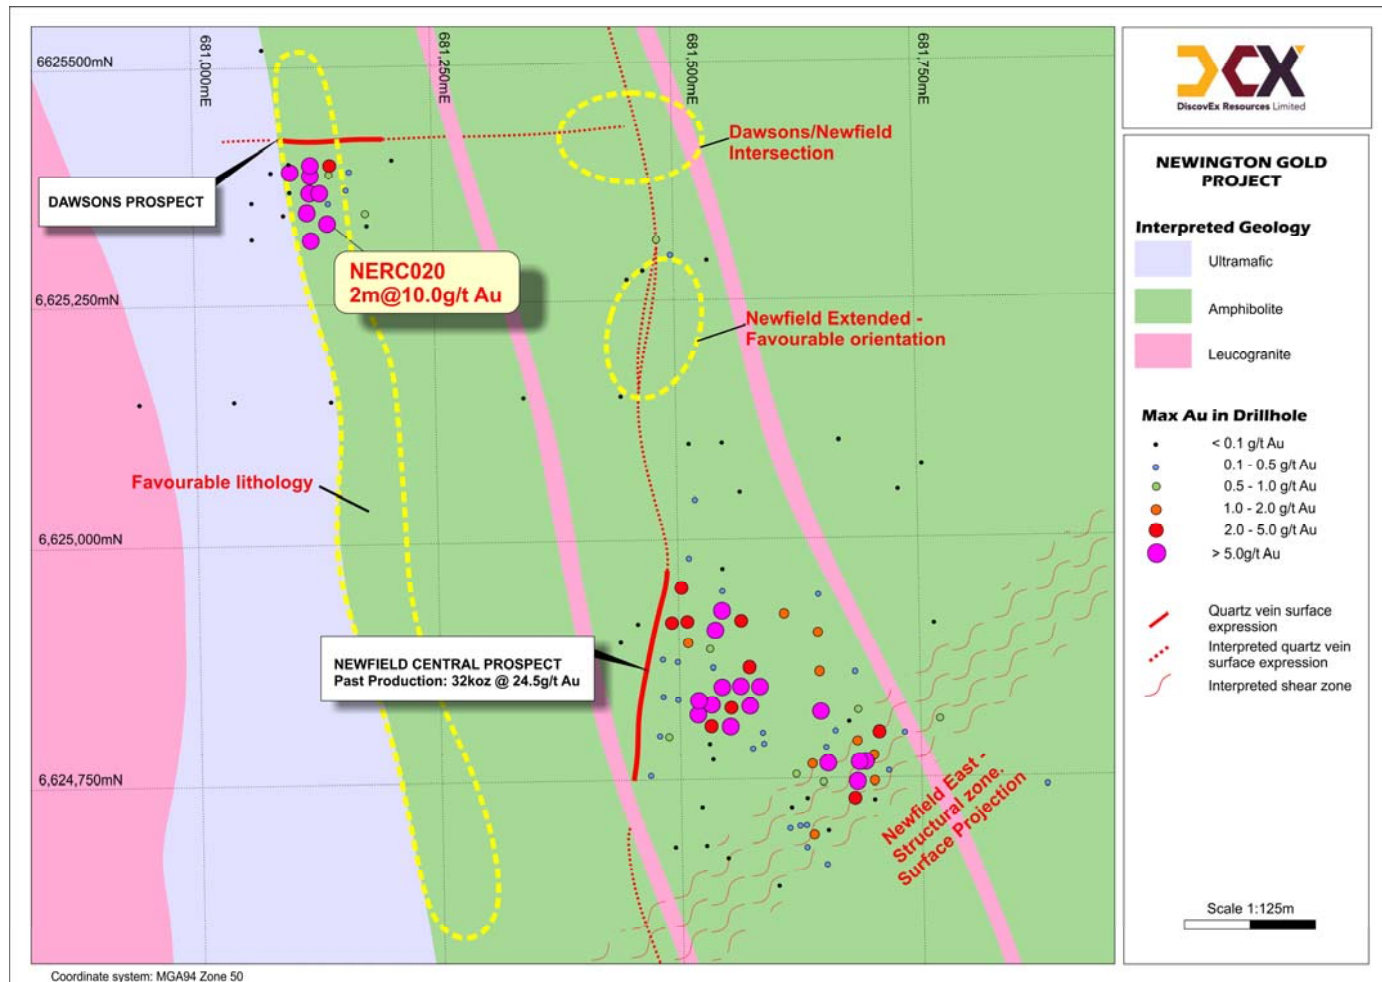 681,000mE
681,250mE
681,500mE
681,750mE
6625500mN
6,625,250mN
6,625,000mN
6,624,750mN
Dawsons/Newfield
Intersection
DAWSONS PROSPECT
NERC020
2m@10.0g/t Au
Newfield Extended -
Favourable orientation
Favourable lithology
NEWFIELD CENTRAL PROSPECT
Past Production: 32koz @ 24.5g/t Au
Newfield East -
Structural zone.
Surface Projection
Coordinate system: MGA94 Zone 50
DCX
DiscovEx Resources Limited
NEWINGTON GOLD
PROJECT
Interpreted Geology
Ultramafic
Amphibolite
Leucogranite
Max Au in Drillhole
< 0.1 g/t Au
0.1 - 0.5 g/t Au
0.5 - 1.0 g/t Au
1.0 - 2.0 g/t Au
2.0 - 5.0 g/t Au
> 5.0g/t Au
Quartz vein surface
expression
Interpreted quartz vein
surface expression
Interpreted shear zone
Scale 1:125m